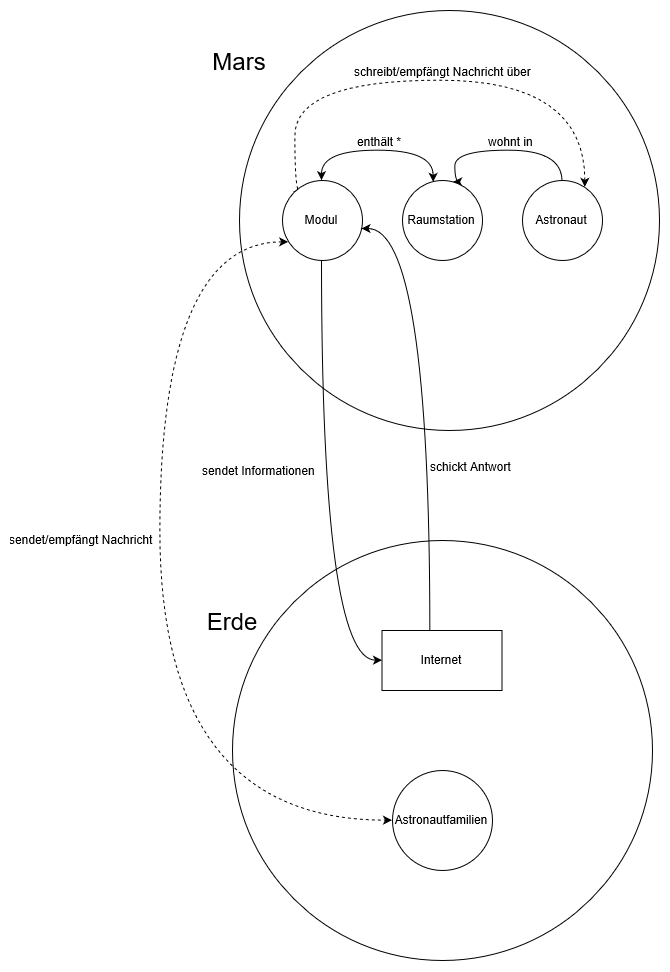 Mars
schreibt/empfängt Nachricht über
enthält *
wohnt in
Modul
Raumstation
Astronaut
sendet Informationen
schickt Antwort
sendet/empfängt Nachricht
Erde
Internet
Astronautfamilien